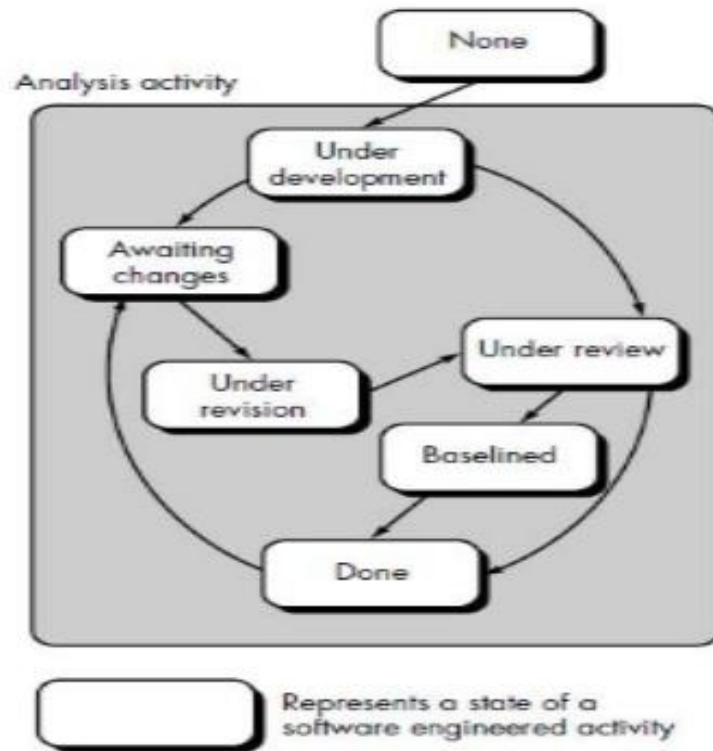 None
Analysis activity
Under
development
Awaiting
changes
Under review
Under
revision
Baselined
Done
Represents a state of a
software engineered activity